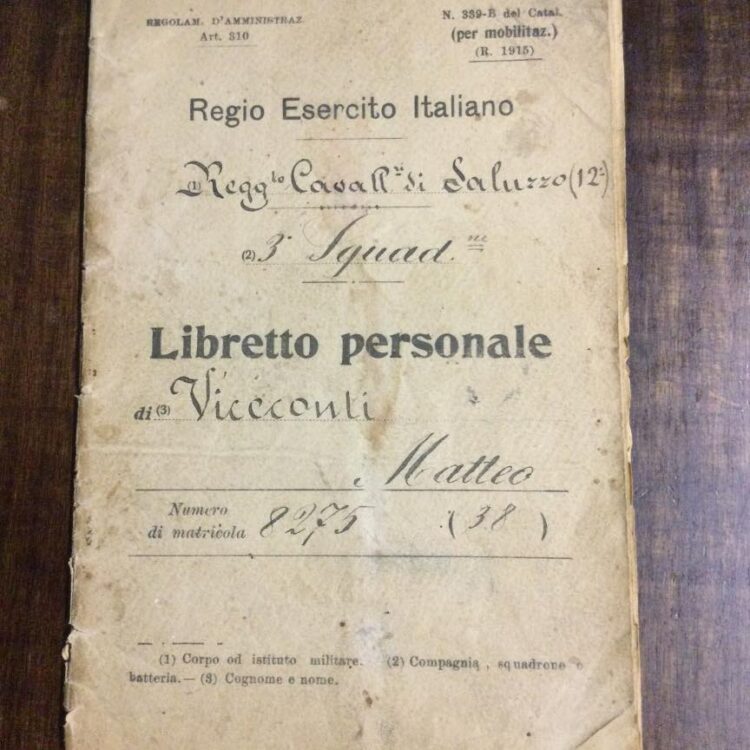 REGOLAM. D'AMMINISTRAZ
Art. 310
N. 339-B del Catal.
(per mobilitaz.)
(R. 1915)
Regio Esercito Italiano
(1) Regg.to Cavall.ri di Saluzzo (12°)
(2) 3° Squad.ne
Libretto personale
di (3) Viceconti
Matteo
Numero
di matricola 8275 (38)
(1) Corpo od istituto militare. — (2) Compagnia, squadrone o
batteria. — (3) Cognome e nome.